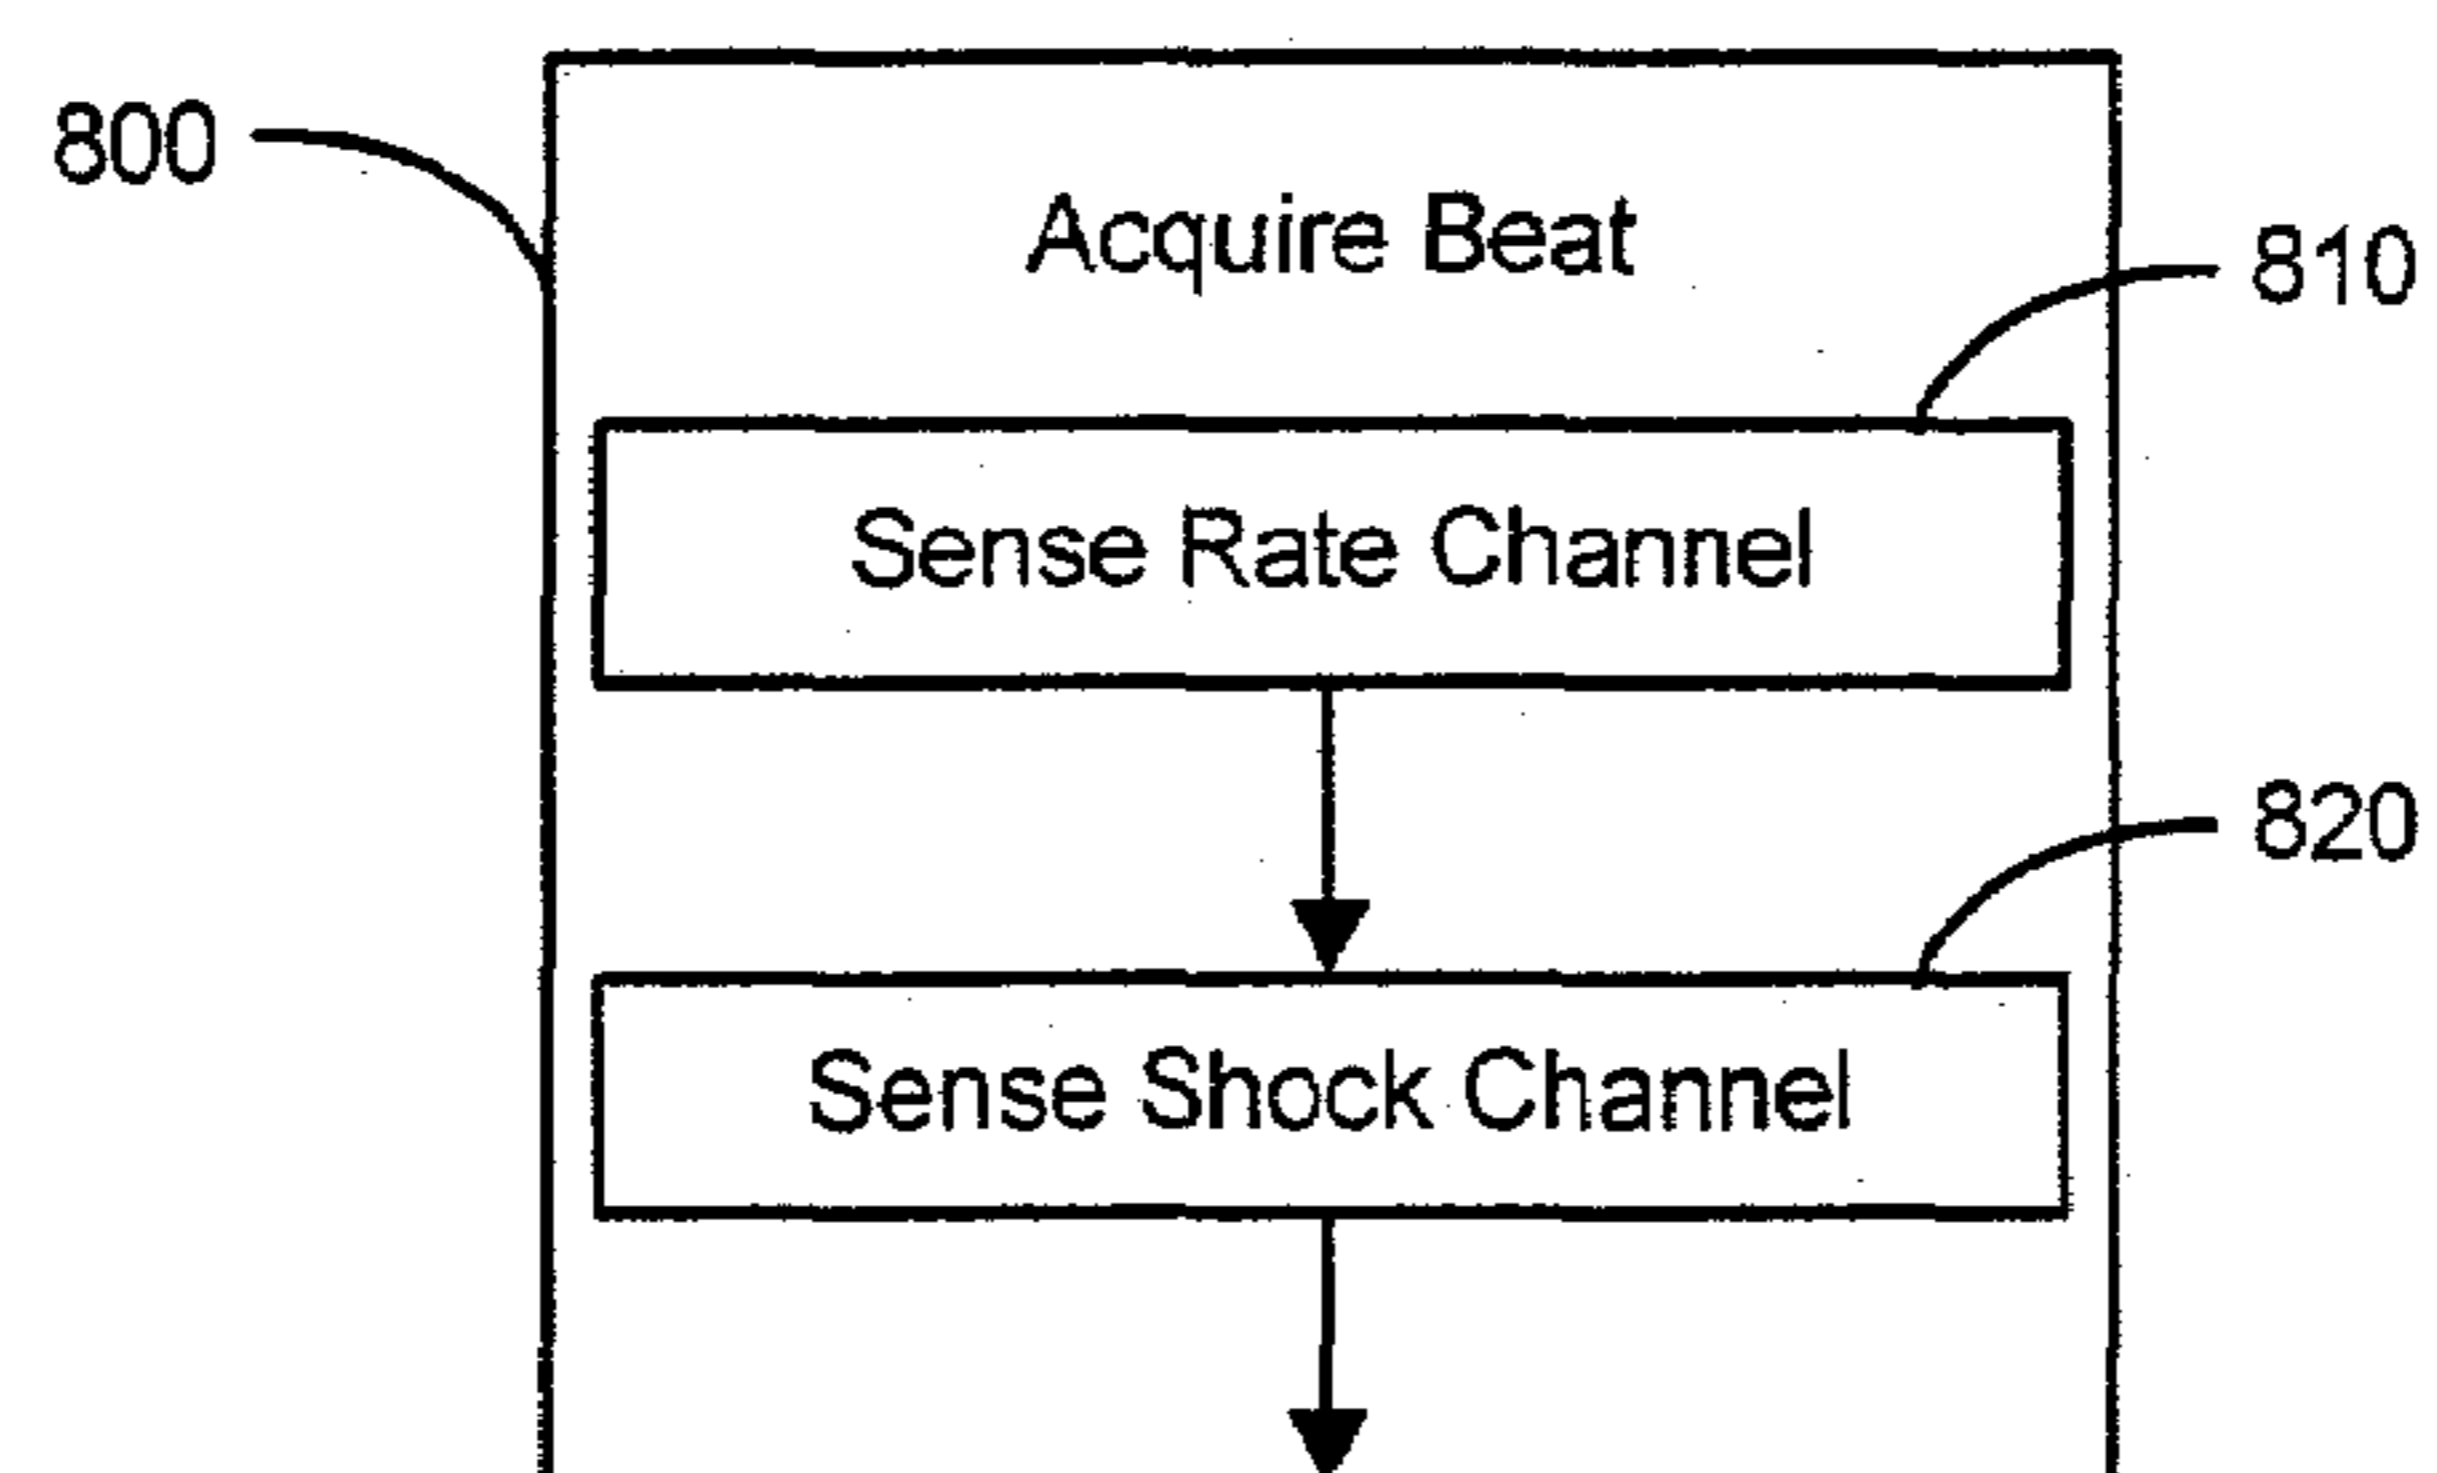 800
Acquire Beat
810
Sense Rate Channel
820
Sense Shock Channel